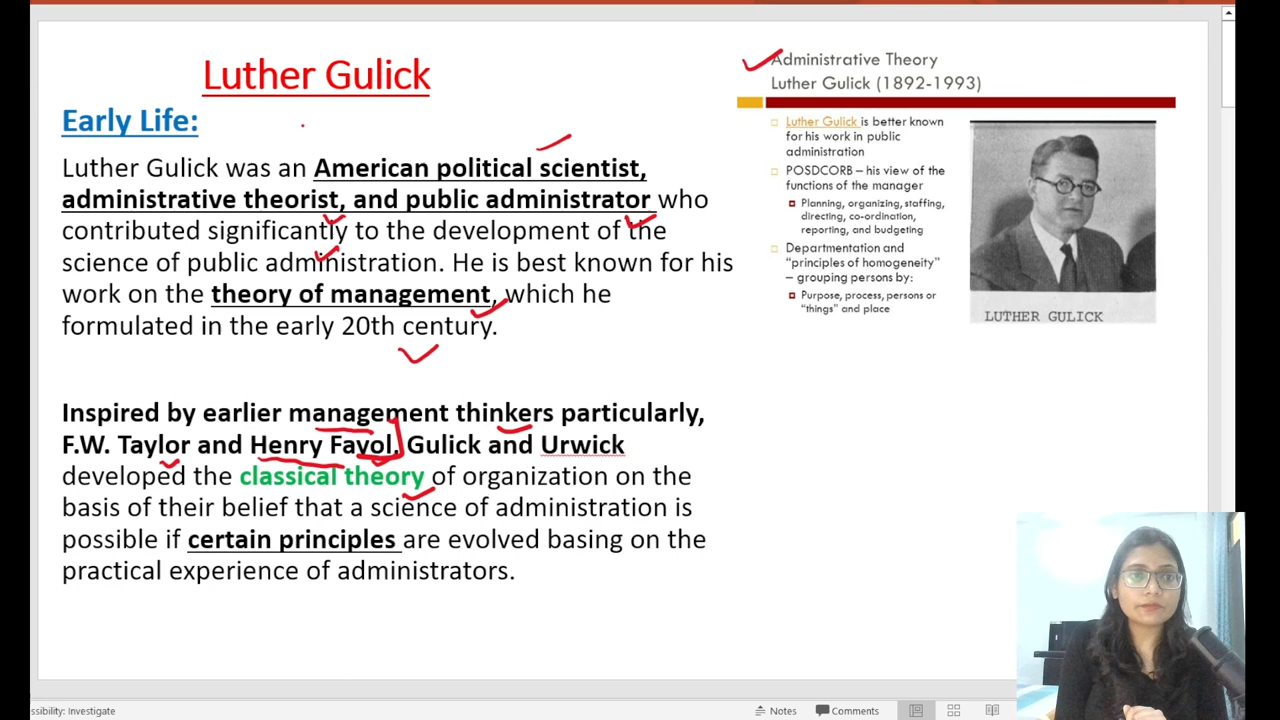 Luther Gulick
Early Life:
Luther Gulick was an American political scientist,
administrative theorist, and public administrator who
contributed significantly to the development of the
science of public administration. He is best known for his
work on the theory of management, which he
formulated in the early 20th century.
Inspired by earlier management thinkers particularly,
F.W. Taylor and Henry Fayol, Gulick and Urwick
developed the classical theory of organization on the
basis of their belief that a science of administration is
possible if certain principles are evolved basing on the
practical experience of administrators.
Administrative Theory
Luther Gulick (1892-1993)
Luther Gulick is better known
for his work in public
administration
POSDCORB – his view of the
functions of the manager
Planning, organizing, staffing,
directing, co-ordination,
reporting, and budgeting
Departmentation and
"principles of homogeneity"
– grouping persons by:
Purpose, process, persons or
"things" and place
LUTHER GULICK
ssibility: Investigate
Notes
Comments